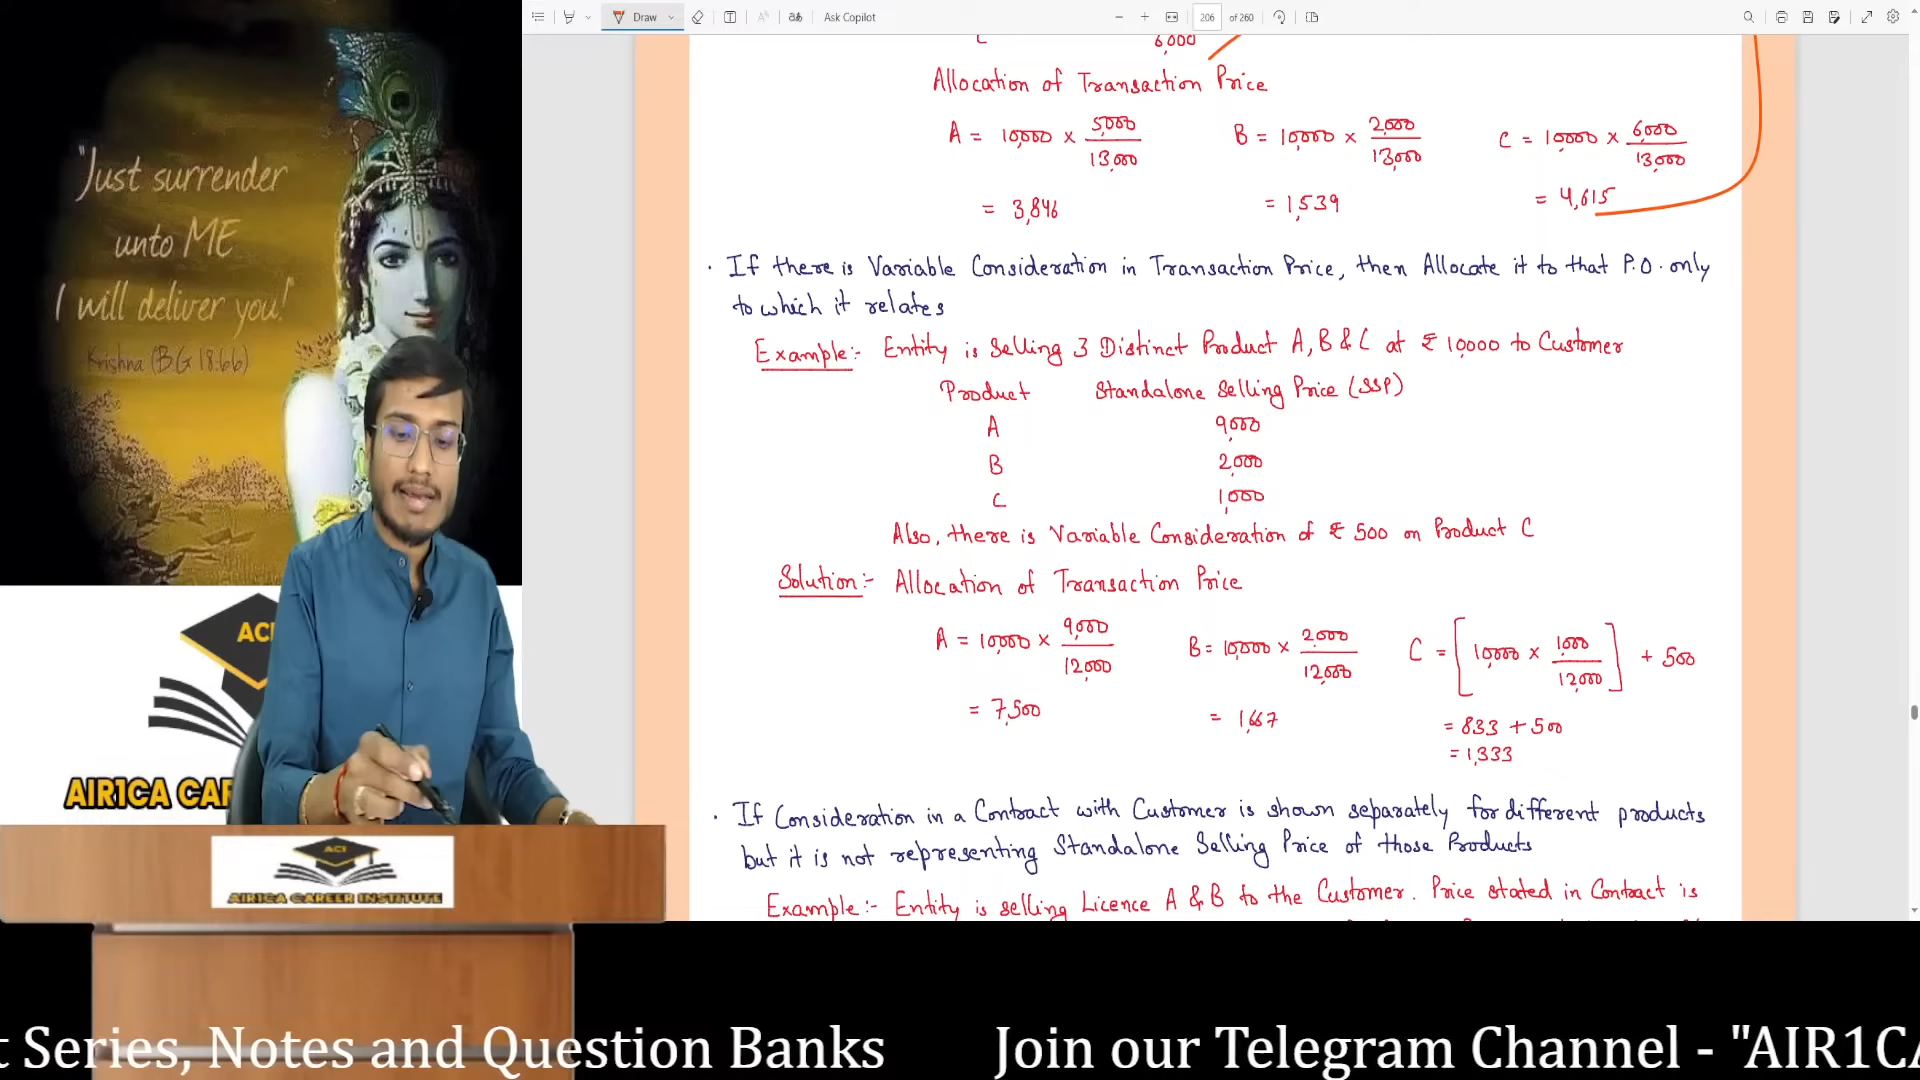 Draw
Ask Copilot
206 of 260
6,000
Allocation of Transaction Price
A = 10,000 × 5,000 / 13,000
B = 10,000 × 2,000 / 13,000
C = 10,000 × 6,000 / 13,000
= 3,846
= 1,539
= 4,615
· If there is Variable Consideration in Transaction Price, then Allocate it to that P.O. only
to which it relates
Example:- Entity is Selling 3 Distinct Product A, B & C at ₹ 10,000 to Customer
Product Standalone Selling Price (SSP)
A 9,000
B 2,000
C 1,000
Also, there is Variable Consideration of ₹ 500 on Product C
Solution:- Allocation of Transaction Price
A = 10,000 × 9,000 / 12,000
B = 10,000 × 2,000 / 12,000
C = [10,000 × 1,000 / 12,000] + 500
= 7,500
= 1,667
= 833 + 500
= 1,333
· If Consideration in a Contract with Customer is shown separately for different products
but it is not representing Standalone Selling Price of those Products
Example:- Entity is selling Licence A & B to the Customer. Price stated in Contract is
"Just surrender
unto ME
I will deliver you!"
Krishna (B.G 18:66)
ACI
AIR1CA CAR
ACI
AIR1CA CAREER INSTITUTE
t Series, Notes and Question Banks Join our Telegram Channel - "AIR1CA